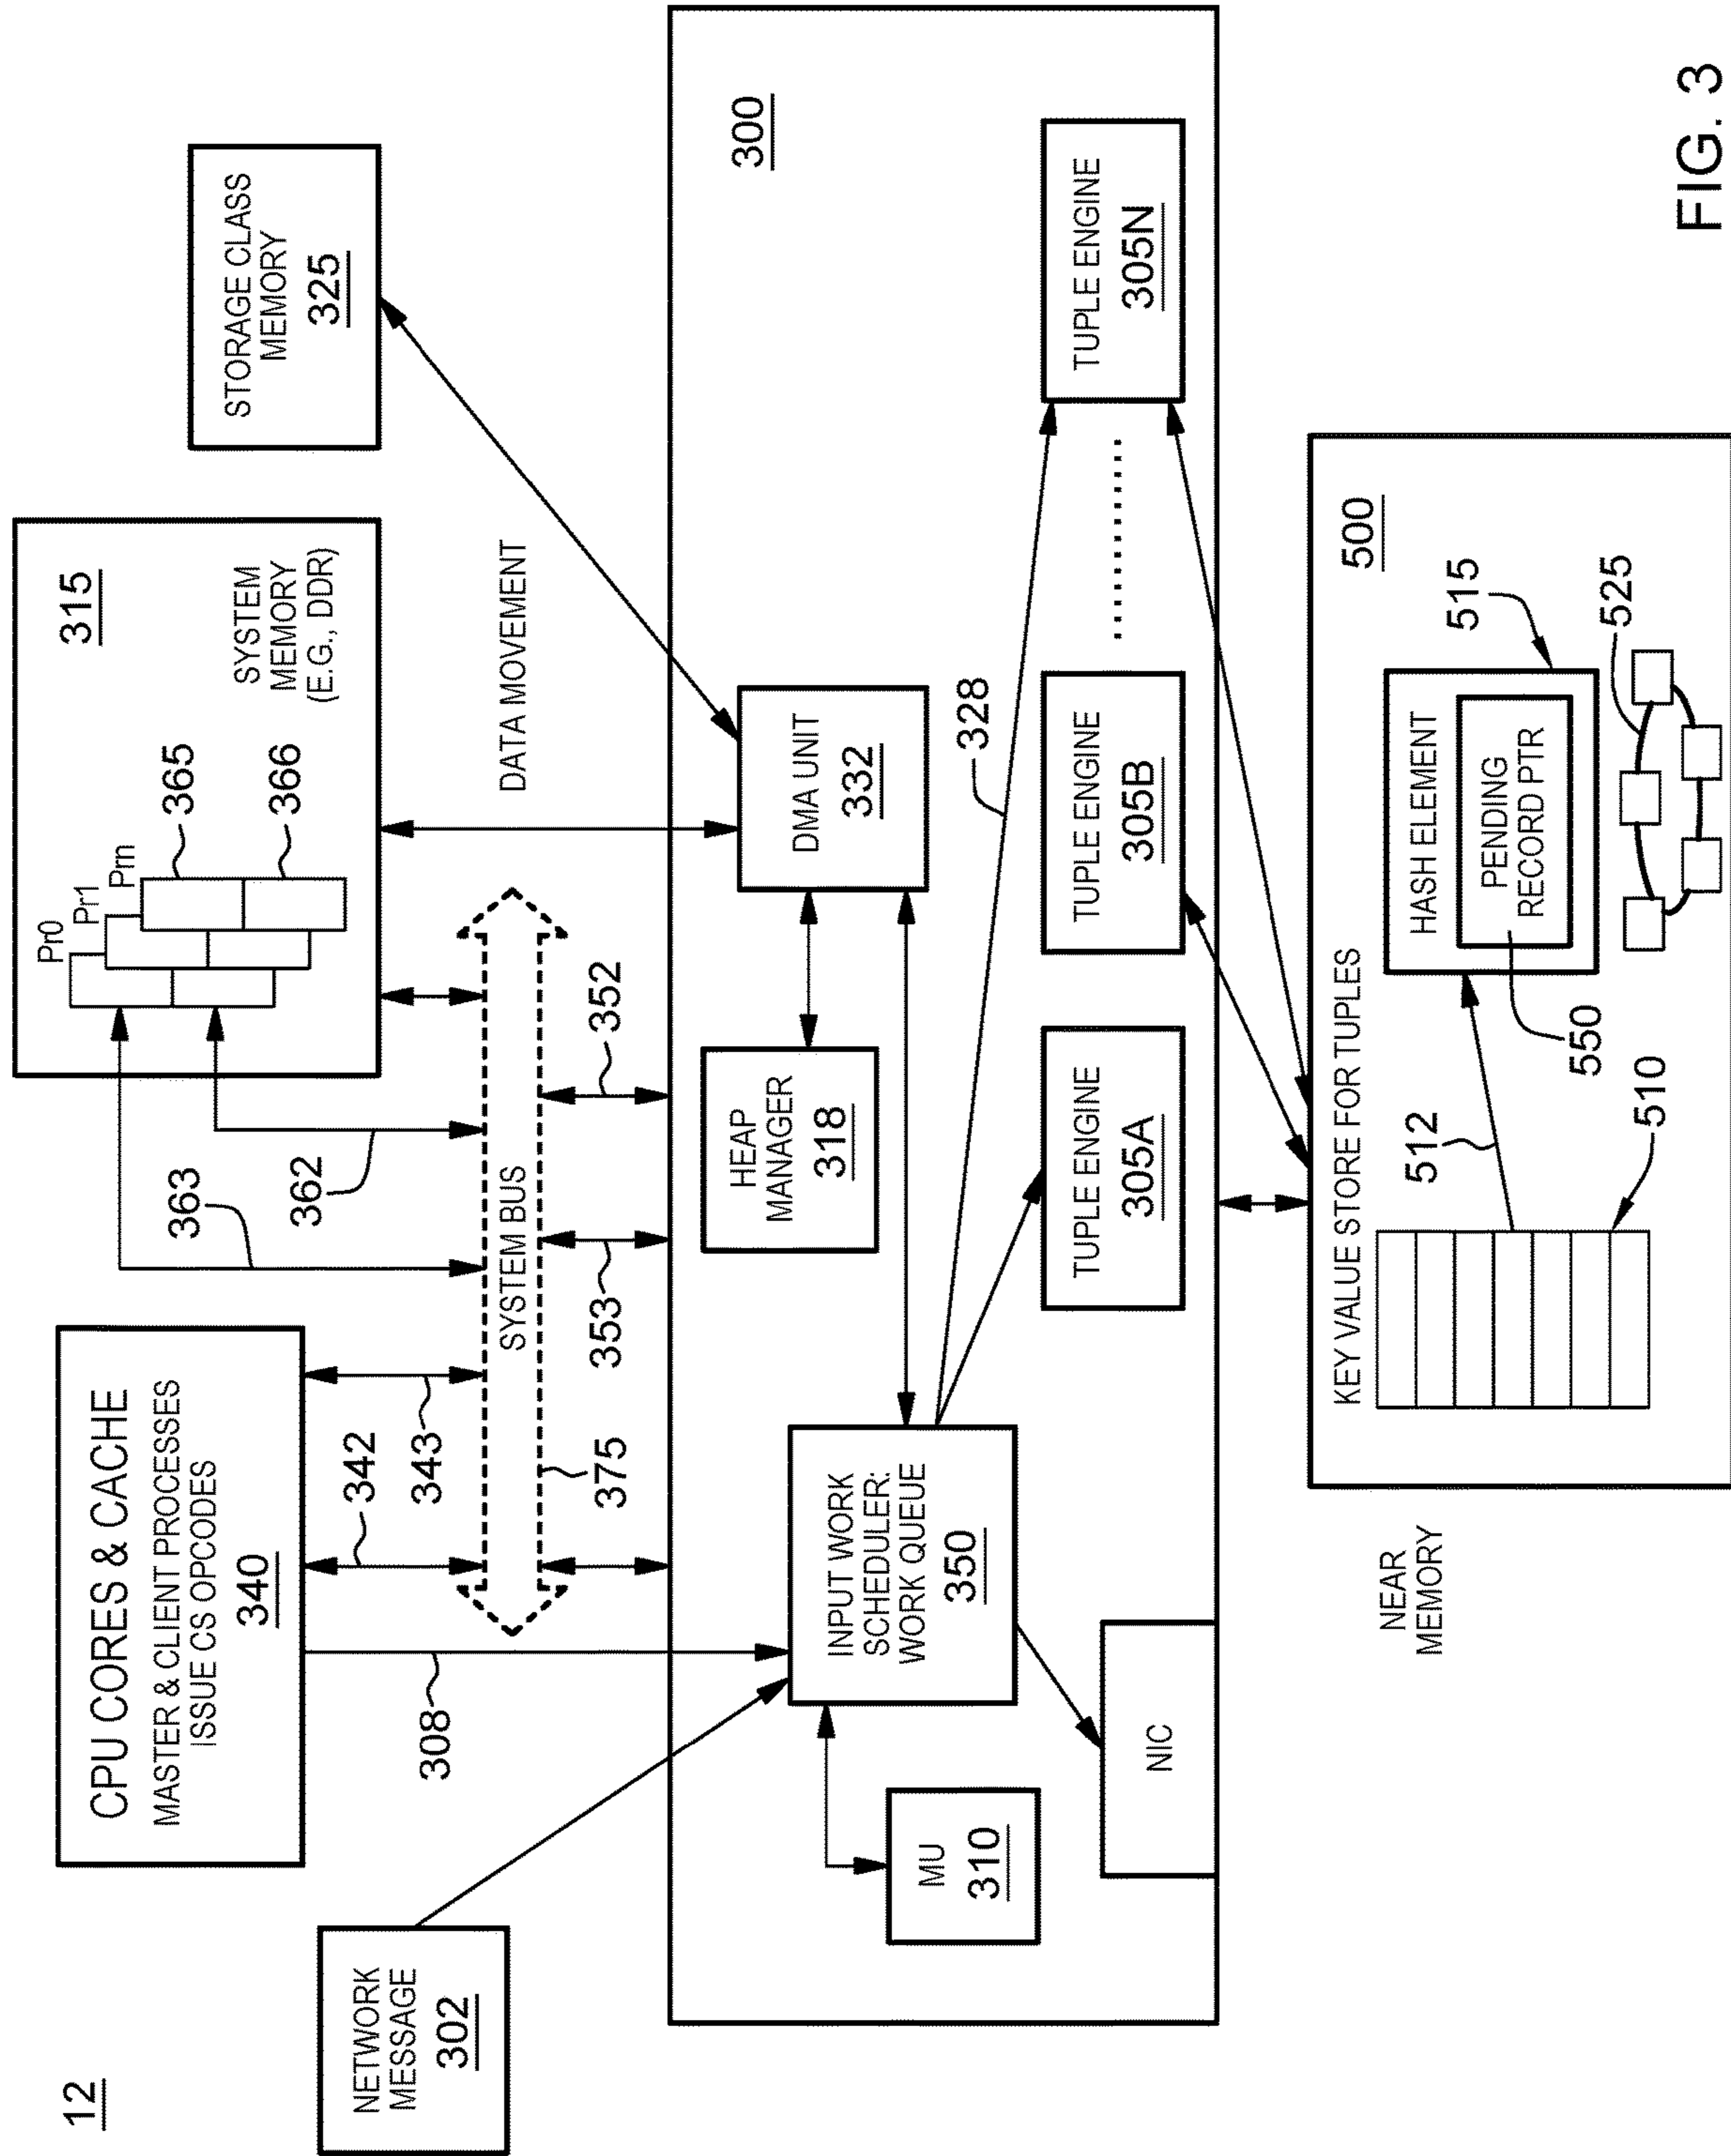 12
NETWORK
MESSAGE
302
CPU CORES & CACHE
MASTER & CLIENT PROCESSES
ISSUE CS OPCODES
340
308
342
343
363
362
315
SYSTEM
MEMORY
(E.G., DDR)
Pr0
Pr1
Prn
365
366
STORAGE CLASS
MEMORY
325
DATA MOVEMENT
SYSTEM BUS
375
353
352
300
MU
310
INPUT WORK
SCHEDULER:
WORK QUEUE
350
HEAP
MANAGER
318
DMA UNIT
332
328
NIC
TUPLE ENGINE
305A
TUPLE ENGINE
305B
TUPLE ENGINE
305N
NEAR
MEMORY
KEY VALUE STORE FOR TUPLES
500
512
510
HASH ELEMENT
PENDING
RECORD PTR
515
550
525
FIG. 3